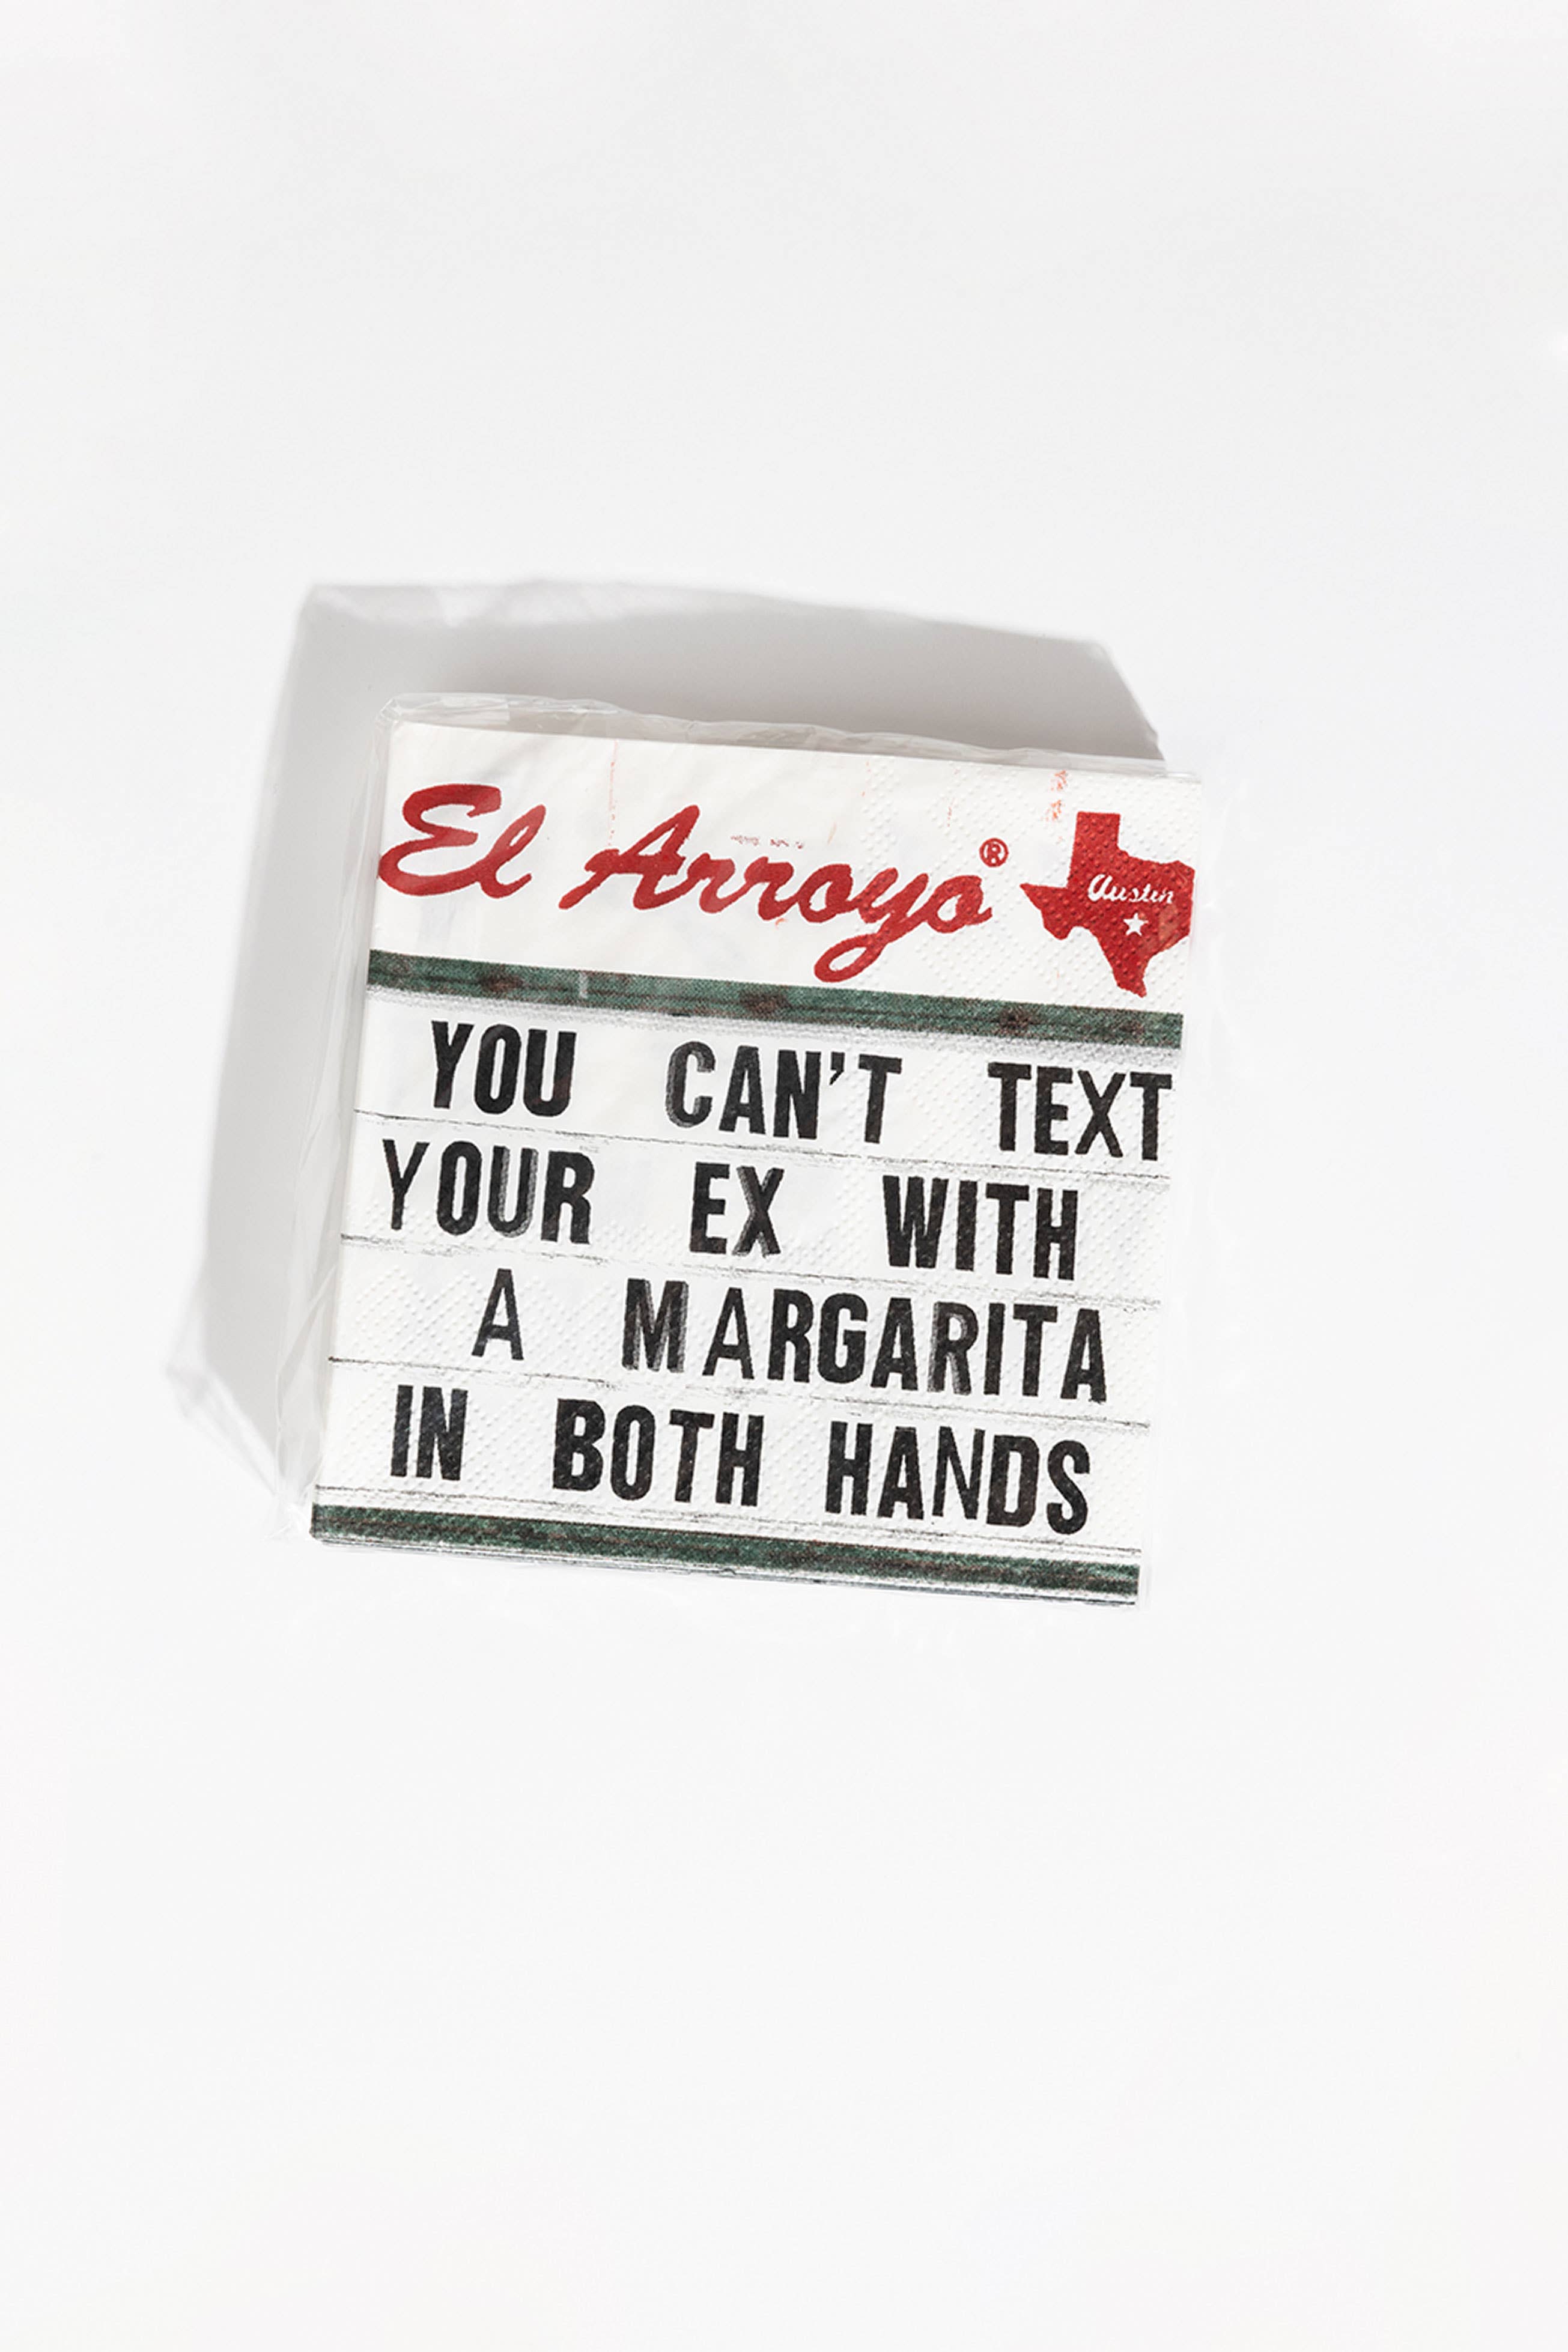 El Arroyo®
Austin
YOU CAN'T TEXT
YOUR EX WITH
A MARGARITA
IN BOTH HANDS